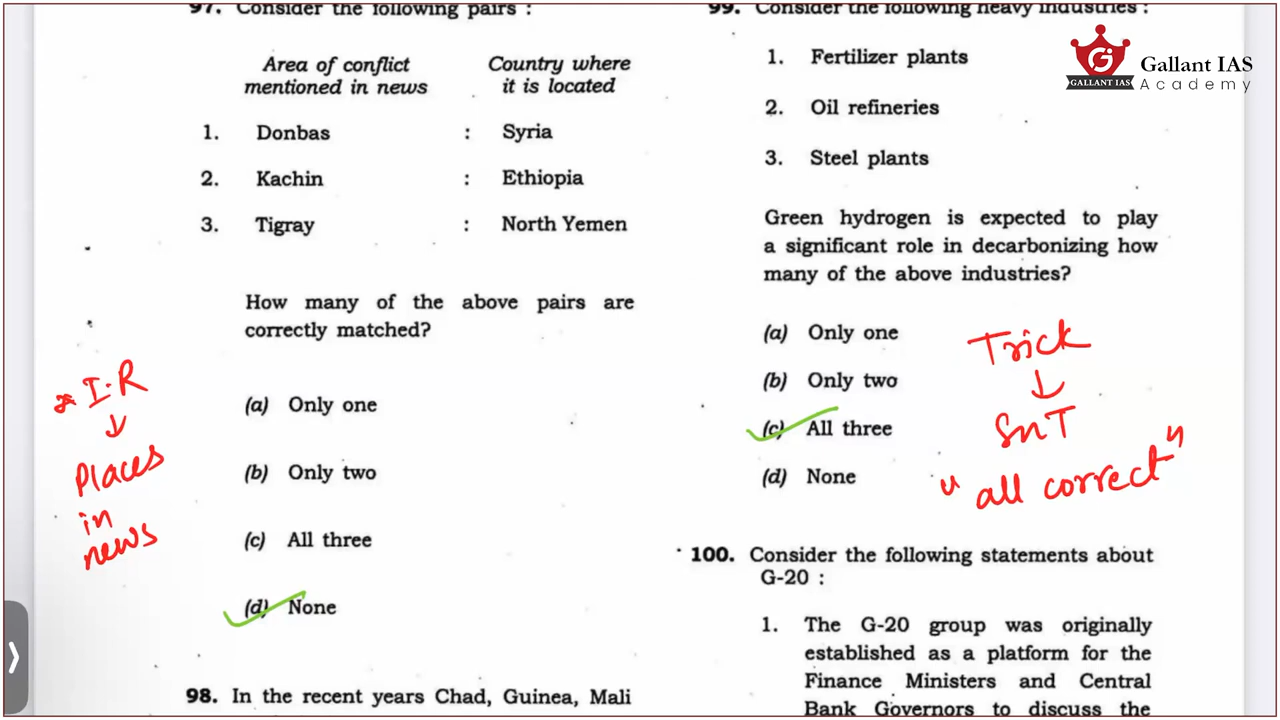 97. Consider the following pairs :
Area of conflict mentioned in news
Country where it is located
1. Donbas : Syria
2. Kachin : Ethiopia
3. Tigray : North Yemen
How many of the above pairs are
correctly matched?
(a) Only one
(b) Only two
(c) All three
(d) None
* I.R
↓
Places
in
news
98. In the recent years Chad, Guinea, Mali
99. Consider the following heavy industries :
1. Fertilizer plants
2. Oil refineries
3. Steel plants
Green hydrogen is expected to play
a significant role in decarbonizing how
many of the above industries?
(a) Only one
(b) Only two
(c) All three
(d) None
Trick
↓
SnT
"all correct"
100. Consider the following statements about
G-20 :
1. The G-20 group was originally
established as a platform for the
Finance Ministers and Central
Bank Governors to discuss the
GALLANT IAS
Gallant IAS
Academy